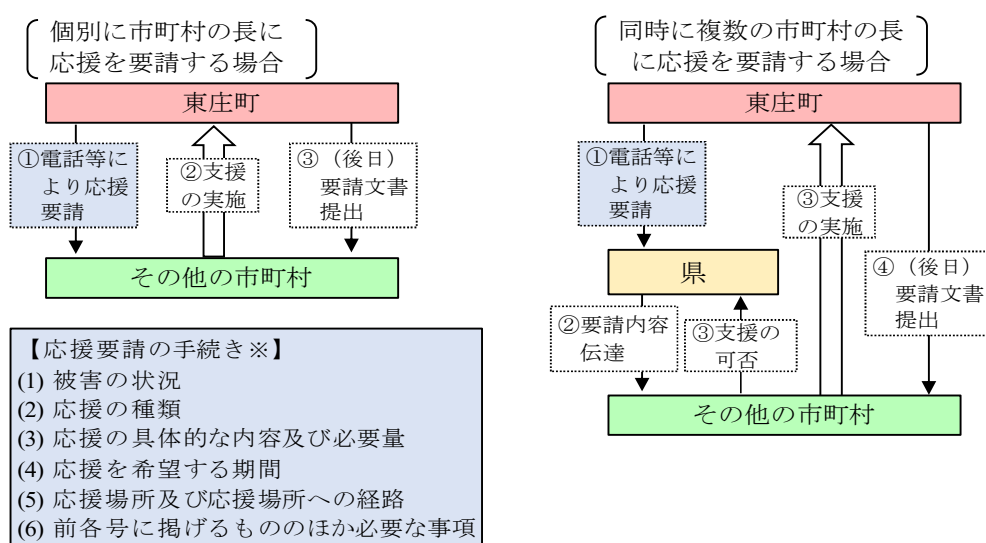 個別に市町村の長に
応援を要請する場合
東庄町
①電話等に
より応援
要請
②支援
の実施
③（後日）
要請文書
提出
その他の市町村
【応援要請の手続き※】
(1) 被害の状況
(2) 応援の種類
(3) 応援の具体的な内容及び必要量
(4) 応援を希望する期間
(5) 応援場所及び応援場所への経路
(6) 前各号に掲げるもののほか必要な事項
同時に複数の市町村の長
に応援を要請する場合
東庄町
①電話等に
より応援
要請
県
②要請内容
伝達
③支援の
可否
③支援
の実施
④（後日）
要請文書
提出
その他の市町村